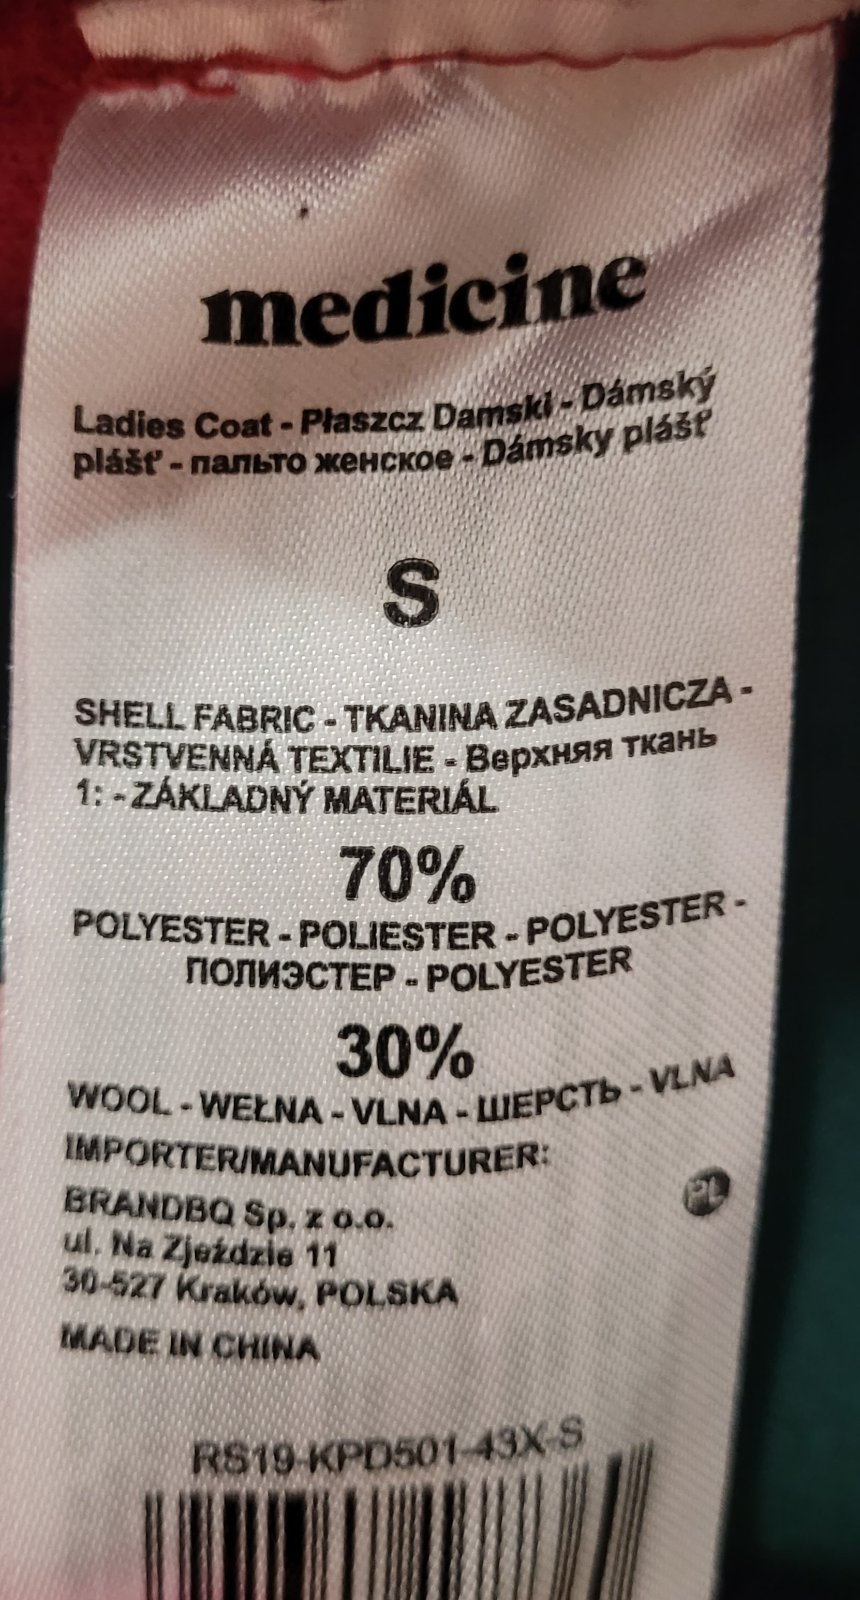 medicine
Ladies Coat - Płaszcz Damski - Dámský
plášť - пальто женское - Dámsky plášť
S
SHELL FABRIC - TKANINA ZASADNICZA -
VRSTVENNÁ TEXTILIE - Верхняя ткань
1: - ZÁKLADNÝ MATERIÁL
70%
POLYESTER - POLIESTER - POLYESTER -
ПОЛИЭСТЕР - POLYESTER
30%
WOOL - WEŁNA - VLNA - ШЕРСТЬ - VLNA
IMPORTER/MANUFACTURER:
PL
BRANDBQ Sp. z o.o.
ul. Na Zjeździe 11
30-527 Kraków, POLSKA
MADE IN CHINA
RS19-KPD501-43X-S